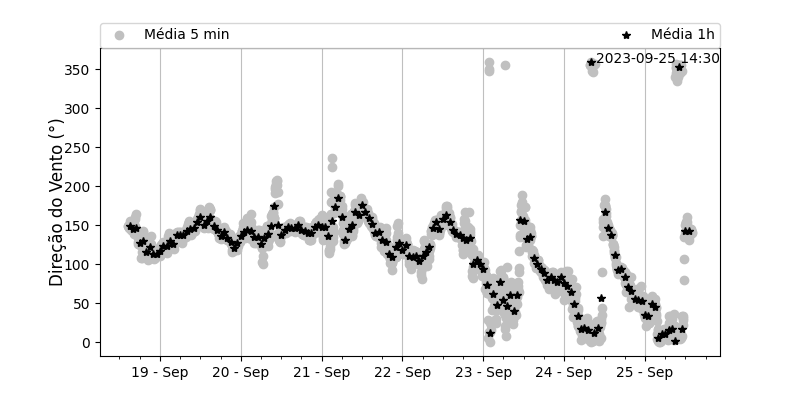 Média 5 min
Média 1h
2023-09-25 14:30
Direção do Vento (°)
350
300
250
200
150
100
50
0
19 - Sep
20 - Sep
21 - Sep
22 - Sep
23 - Sep
24 - Sep
25 - Sep